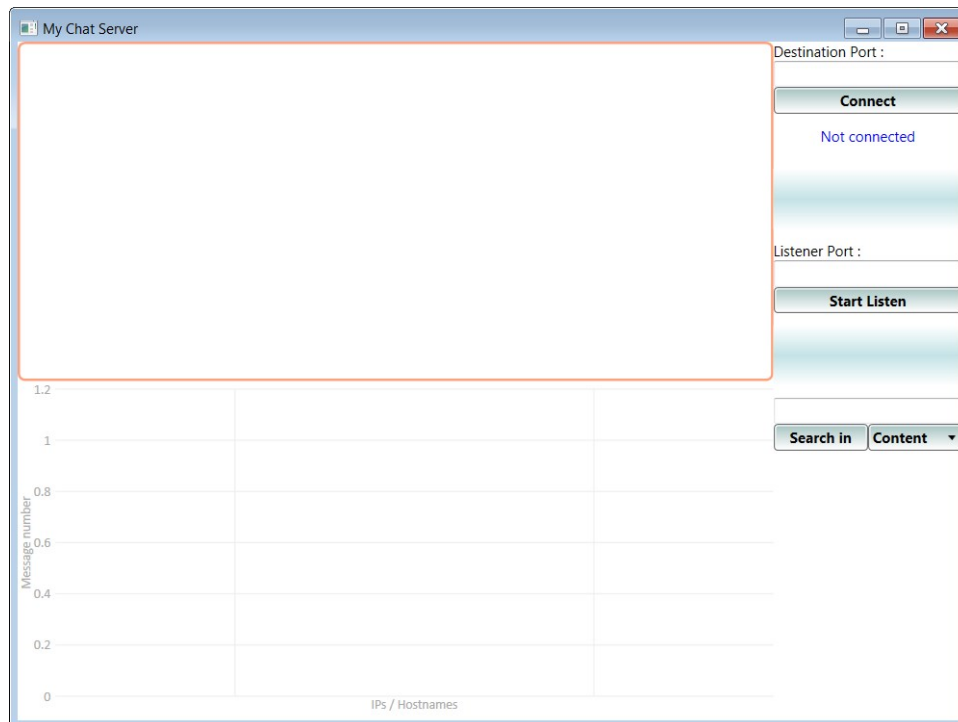 My Chat Server
Destination Port :
Connect
Not connected
Listener Port :
Start Listen
Search in
Content
1.2
1
0.8
0.6
0.4
0.2
0
Message number
IPs / Hostnames